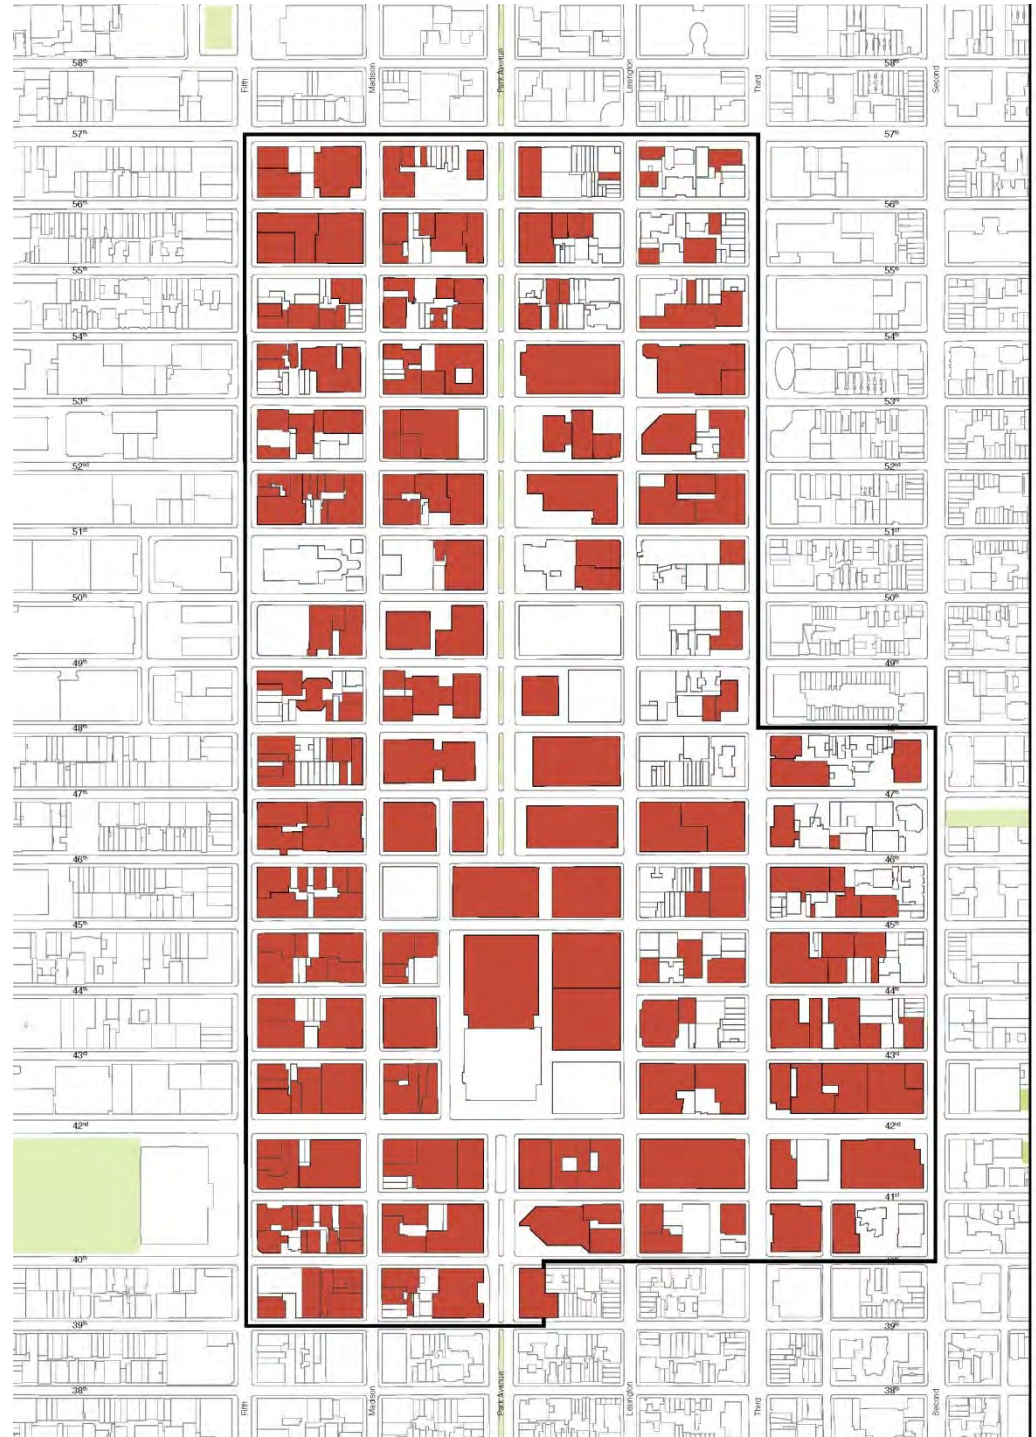 58th 58th
Fifth Madison Park Avenue Lexington Third Second
57th 57th
56th 56th
55th 55th
54th 54th
53rd 53rd
52nd 52nd
51st 51st
50th 50th
49th 49th
48th
47th 47th
46th 46th
45th 45th
44th 44th
43rd 43rd
42nd 42nd
41st
40th
39th 39th
38th 38th
Fifth Madison Park Avenue Lexington Third Second